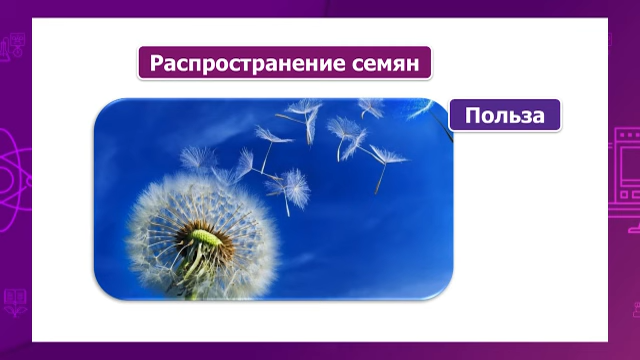 Распространение семян
Польза